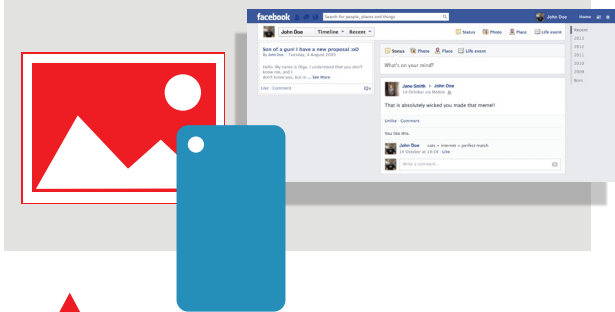 facebook Search for people, places and things John Doe Home
John Doe Timeline Recent Status Photo Place Life event
Recent
2013
2012
2011
2010
2009
Born
Son of a gun! I have a new proposal :oO
By John Doe · Tuesday, 4 August 2009
Hello. My name is Olga. I understand that you don't
know me, and I
don't know you, but in ... See More
Like · Comment
Status Photo Place Life event
What's on your mind?
Jane Smith John Doe
14 October via Mobile
That is absolutely wicked you made that meme!!
Unlike · Comment
You like this.
John Doe cats + internet = perfect match
14 October at 19:38 · Like
Write a comment...